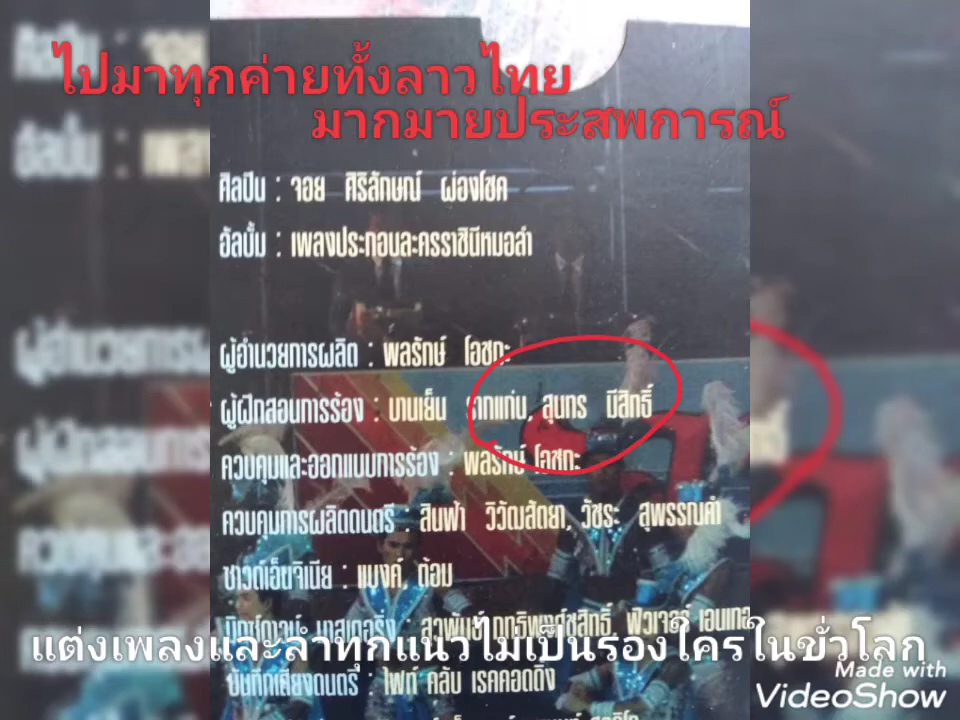 ไปมาทุกค่ายทั้งลาวไทย
มากมายประสพการณ์
ศิลปิน : จอย ศิริลักษณ์ ผ่องโชค
อัลบั้ม : เพลงประกอบละครราชินีหมอลำ
ผู้อำนวยการผลิต : พลรักษ์ โอชกะ
ผู้ฝึกสอนการร้อง : บานเย็น รากแก่น, สุนทร มีสิทธิ์
ควบคุมและออกแบบการร้อง : พลรักษ์ โอชกะ
ควบคุมการผลิตดนตรี : สินฟ้า วิวัฒสัตยา, วัชระ สุพรรณคำ
ซาวด์เอ็นจิเนีย : แบงค์, ต้อม
แต่งเพลงและลำทุกแนวไม่เป็นรองใครในขั่วโลก
บันทึกเสียงดนตรี : ไพท์ คลับ เรคคอดดิ้ง
Made with
VideoShow